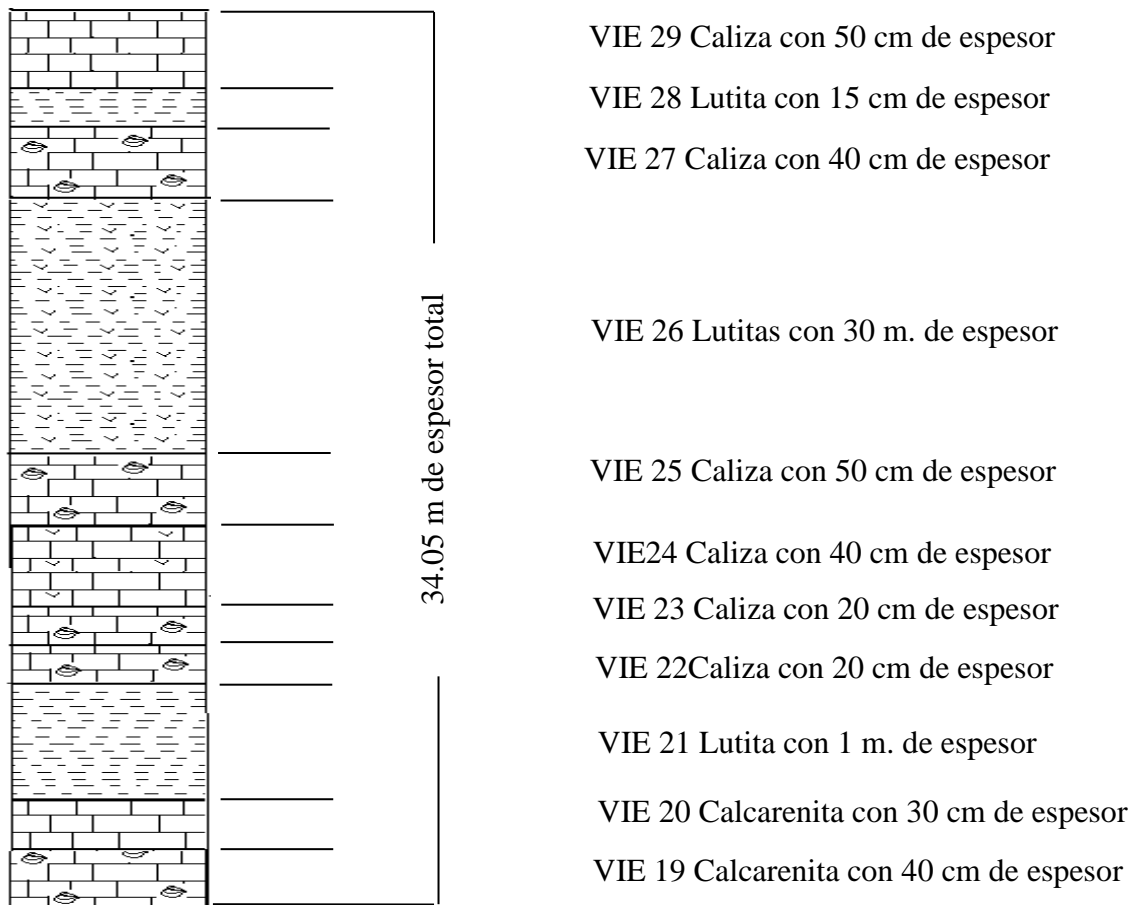 VIE 29 Caliza con 50 cm de espesor
VIE 28 Lutita con 15 cm de espesor
VIE 27 Caliza con 40 cm de espesor
VIE 26 Lutitas con 30 m. de espesor
34.05 m de espesor total
VIE 25 Caliza con 50 cm de espesor
VIE24 Caliza con 40 cm de espesor
VIE 23 Caliza con 20 cm de espesor
VIE 22Caliza con 20 cm de espesor
VIE 21 Lutita con 1 m. de espesor
VIE 20 Calcarenita con 30 cm de espesor
VIE 19 Calcarenita con 40 cm de espesor